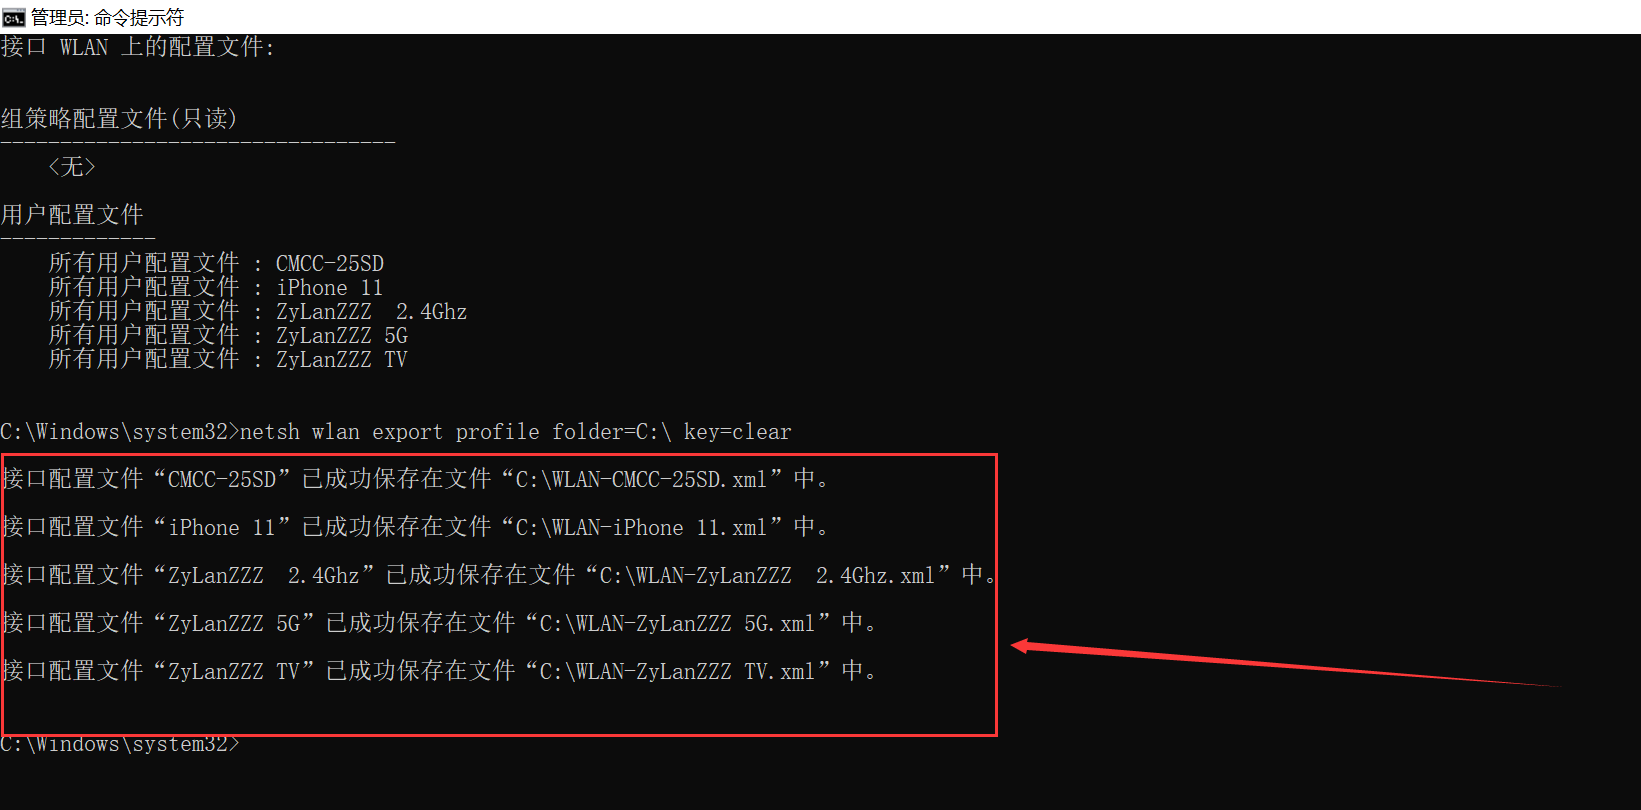 管理员: 命令提示符
接口 WLAN 上的配置文件:
组策略配置文件(只读)
---------------------------------
    <无>
用户配置文件
-------------
    所有用户配置文件 : CMCC-25SD
    所有用户配置文件 : iPhone 11
    所有用户配置文件 : ZyLanZZZ  2.4Ghz
    所有用户配置文件 : ZyLanZZZ 5G
    所有用户配置文件 : ZyLanZZZ TV
C:\Windows\system32>netsh wlan export profile folder=C:\ key=clear
接口配置文件“CMCC-25SD”已成功保存在文件“C:\WLAN-CMCC-25SD.xml”中。
接口配置文件“iPhone 11”已成功保存在文件“C:\WLAN-iPhone 11.xml”中。
接口配置文件“ZyLanZZZ  2.4Ghz”已成功保存在文件“C:\WLAN-ZyLanZZZ  2.4Ghz.xml”中。
接口配置文件“ZyLanZZZ 5G”已成功保存在文件“C:\WLAN-ZyLanZZZ 5G.xml”中。
接口配置文件“ZyLanZZZ TV”已成功保存在文件“C:\WLAN-ZyLanZZZ TV.xml”中。
C:\Windows\system32>